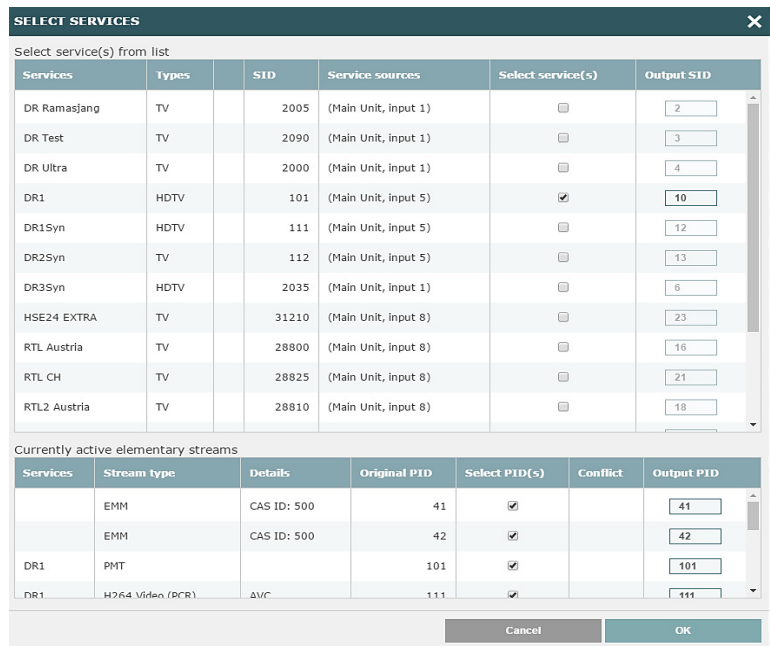 SELECT SERVICES
Select service(s) from list
Services Types SID Service sources Select service(s) Output SID
DR Ramasjang TV 2005 (Main Unit, input 1) 2
DR Test TV 2090 (Main Unit, input 1) 3
DR Ultra TV 2000 (Main Unit, input 1) 4
DR1 HDTV 101 (Main Unit, input 5) 10
DR1Syn HDTV 111 (Main Unit, input 5) 12
DR2Syn TV 112 (Main Unit, input 5) 13
DR3Syn HDTV 2035 (Main Unit, input 1) 6
HSE24 EXTRA TV 31210 (Main Unit, input 8) 23
RTL Austria TV 28800 (Main Unit, input 8) 16
RTL CH TV 28825 (Main Unit, input 8) 21
RTL2 Austria TV 28810 (Main Unit, input 8) 18
Currently active elementary streams
Services Stream type Details Original PID Select PID(s) Conflict Output PID
EMM CAS ID: 500 41 41
EMM CAS ID: 500 42 42
DR1 PMT 101 101
DR1 H264 Video (PCR) AVC 111 111
Cancel OK